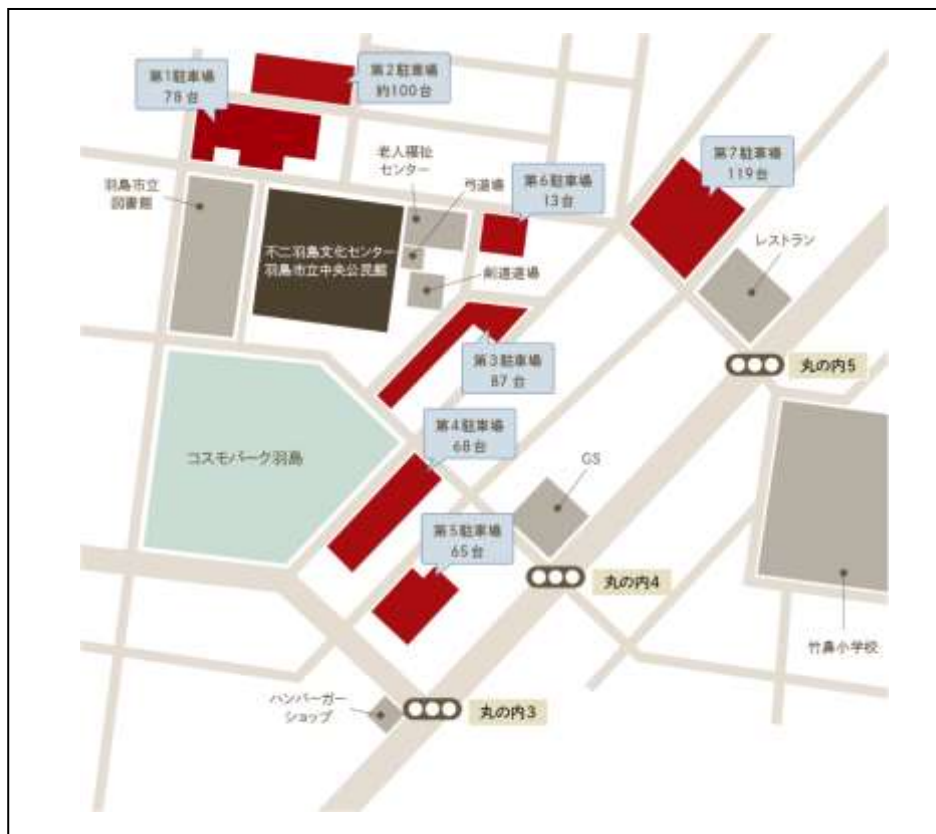 第1駐車場
78台
第2駐車場
約100台
老人福祉
センター
弓道場
第6駐車場
13台
第7駐車場
119台
羽島市立
図書館
不二羽島文化センター
羽島市立中央公民館
剣道道場
レストラン
第3駐車場
87台
丸の内5
コスモパーク羽島
第4駐車場
68台
GS
第5駐車場
65台
丸の内4
竹鼻小学校
ハンバーガー
ショップ
丸の内3